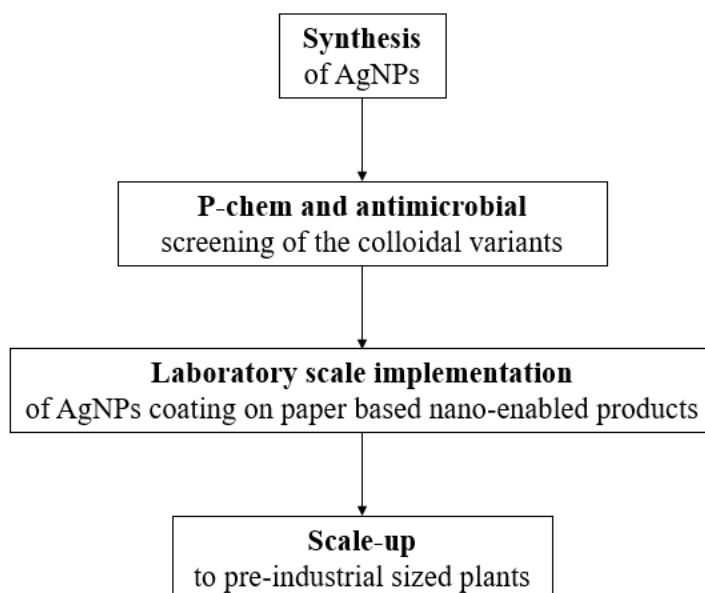 Synthesis
of AgNPs
P-chem and antimicrobial
screening of the colloidal variants
Laboratory scale implementation
of AgNPs coating on paper based nano-enabled products
Scale-up
to pre-industrial sized plants